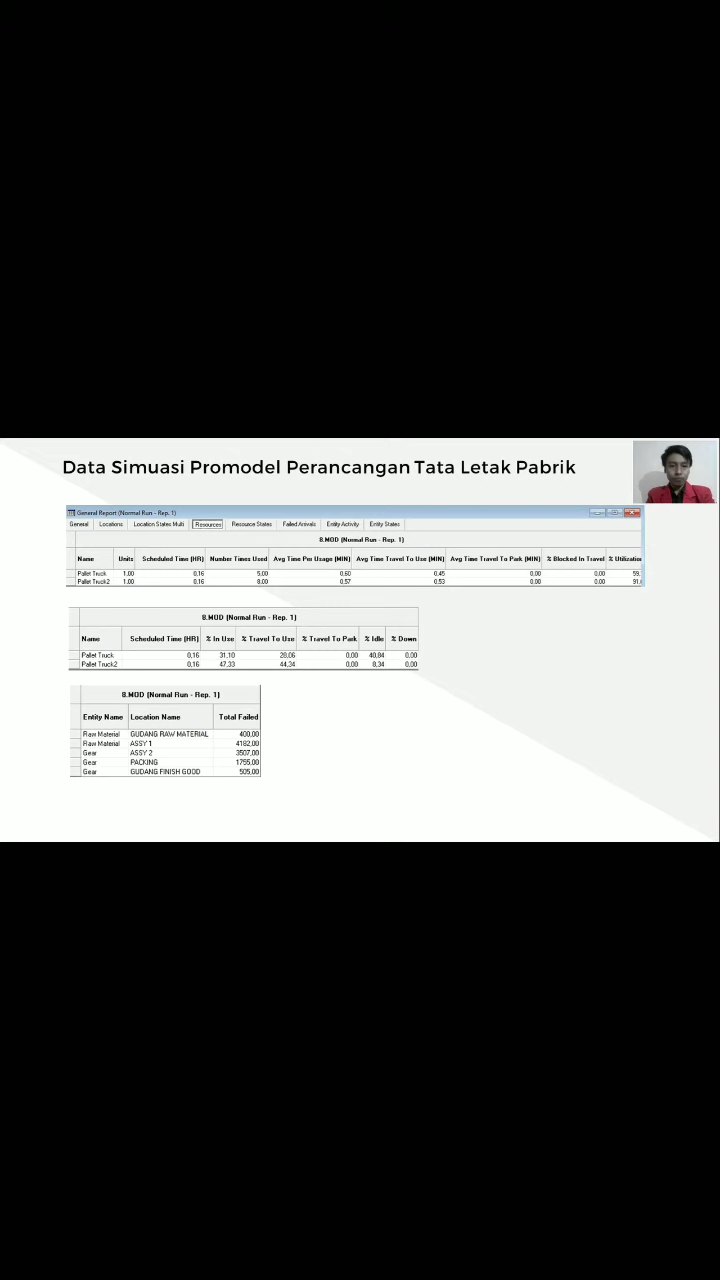 Data Simuasi Promodel Perancangan Tata Letak Pabrik
General Report (Normal Run - Rep. 1)
General Locations Location States Multi Resources Resource States Failed Arrivals Entity Activity Entity States
8.MOD (Normal Run - Rep. 1)
Name Units Scheduled Time (HR) Number Times Used Avg Time Per Usage (MIN) Avg Time Travel To Use (MIN) Avg Time Travel To Park (MIN) % Blocked In Travel % Utilizatio
Pallet Truck 1,00 0,16 5,00 0,60 0,45 0,00 0,00 59,
Pallet Truck2 1,00 0,16 8,00 0,57 0,53 0,00 0,00 91,
8.MOD (Normal Run - Rep. 1)
Name Scheduled Time (HR) % In Use % Travel To Use % Travel To Park % Idle % Down
Pallet Truck 0,16 31,10 28,06 0,00 40,84 0,00
Pallet Truck2 0,16 47,33 44,34 0,00 8,34 0,00
8.MOD (Normal Run - Rep. 1)
Entity Name Location Name Total Failed
Raw Material GUDANG RAW MATERIAL 400,00
Raw Material ASSY 1 4182,00
Gear ASSY 2 3507,00
Gear PACKING 1755,00
Gear GUDANG FINISH GOOD 505,00